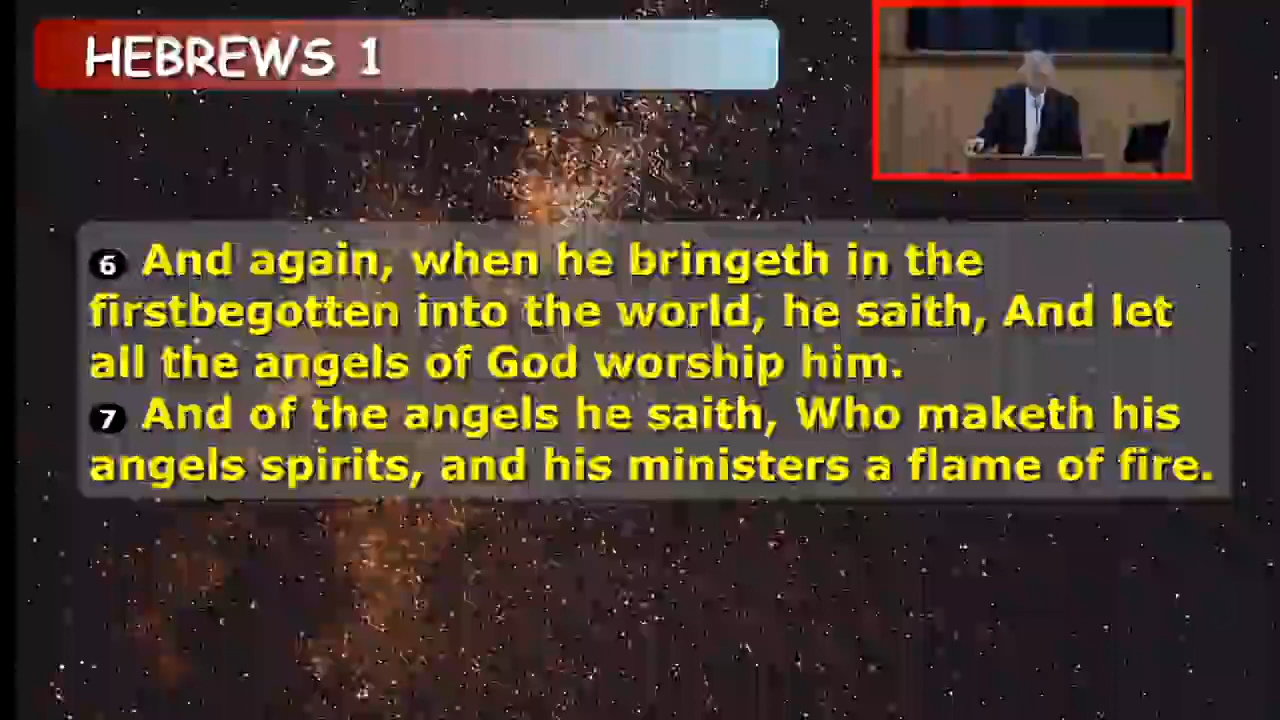 HEBREWS 1
6 And again, when he bringeth in the
firstbegotten into the world, he saith, And let
all the angels of God worship him.
7 And of the angels he saith, Who maketh his
angels spirits, and his ministers a flame of fire.